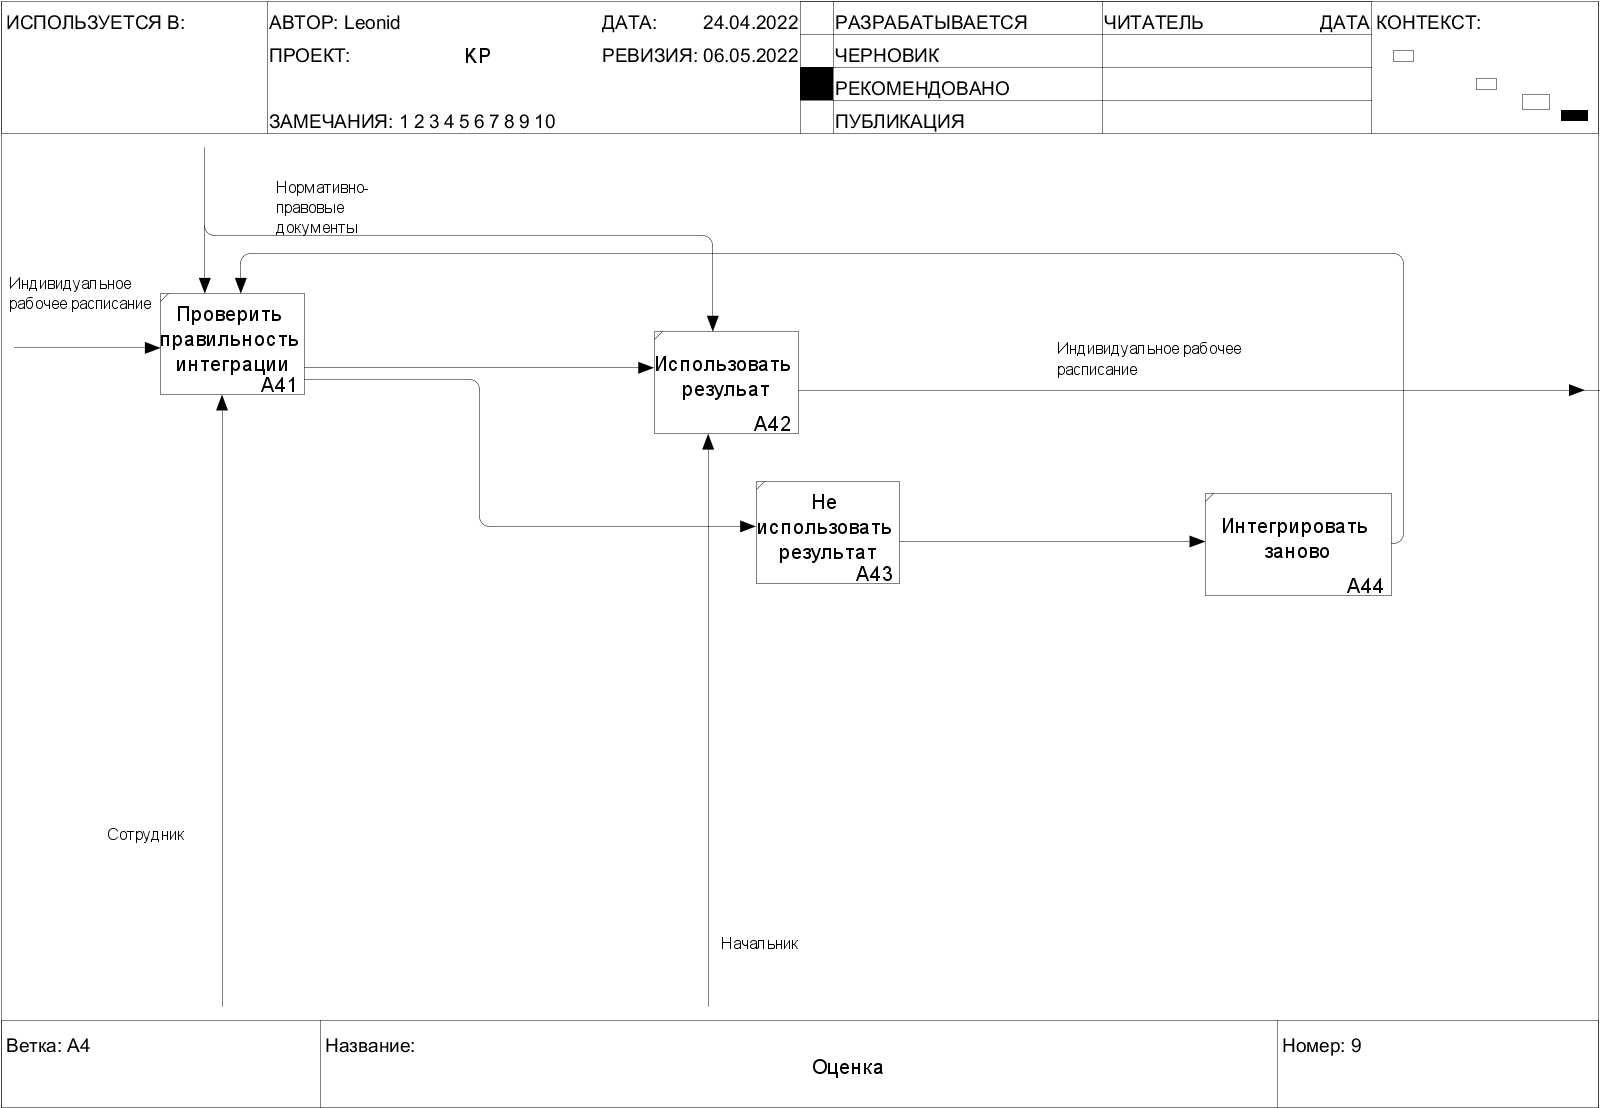 ИСПОЛЬЗУЕТСЯ В:
АВТОР: Leonid
ДАТА: 24.04.2022
ПРОЕКТ: КР
РЕВИЗИЯ: 06.05.2022
ЗАМЕЧАНИЯ: 1 2 3 4 5 6 7 8 9 10
РАЗРАБАТЫВАЕТСЯ
ЧЕРНОВИК
РЕКОМЕНДОВАНО
ПУБЛИКАЦИЯ
ЧИТАТЕЛЬ
ДАТА
КОНТЕКСТ:
Нормативно-
правовые
документы
Индивидуальное
рабочее расписание
Проверить
правильность
интеграции
A41
Использовать
резульат
A42
Индивидуальное рабочее
расписание
Не
использовать
результат
A43
Интегрировать
заново
A44
Сотрудник
Начальник
Ветка: A4
Название:
Оценка
Номер: 9